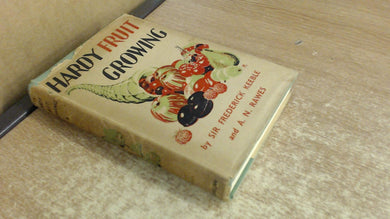 HARDY FRUIT
GROWING
by SIR FREDERICK KEEBLE
and A. N. RAWES